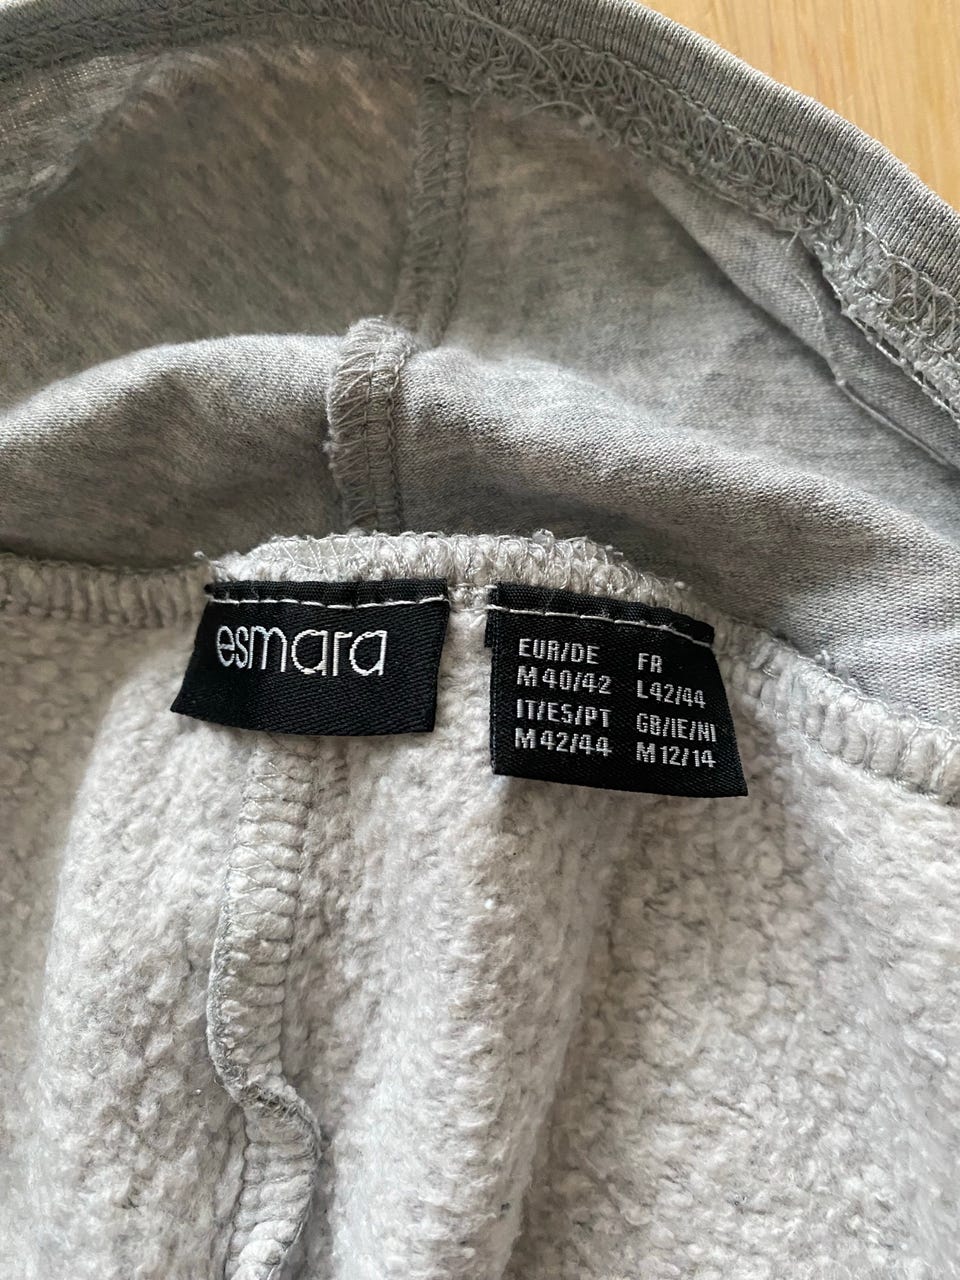 esmara
EUR/DE
M 40/42
IT/ES/PT
M 42/44
FR
L 42/44
GB/IE/NI
M 12/14